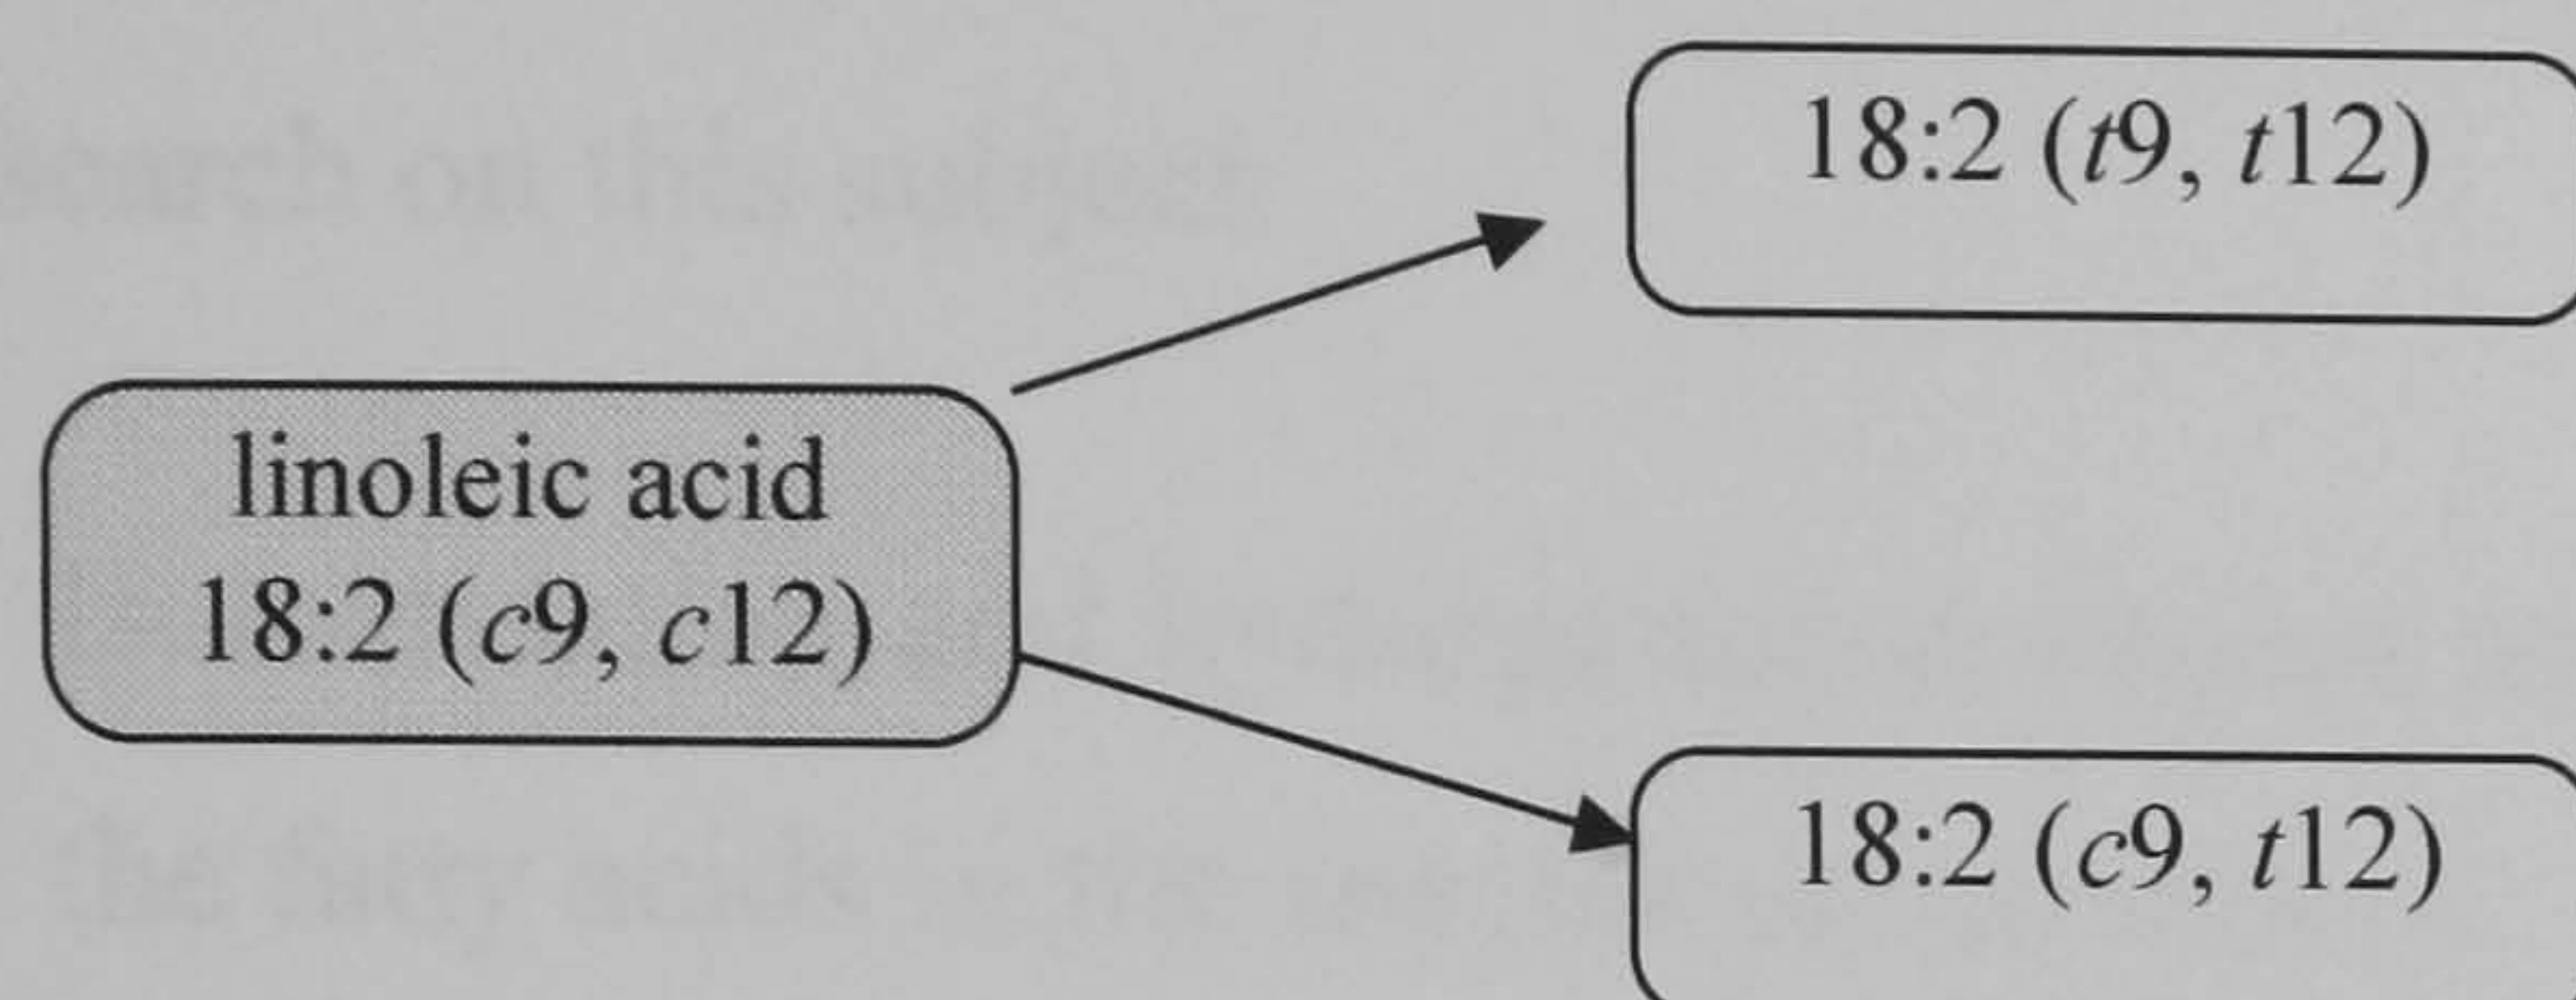 18:2 (t9, t12)
linoleic acid
18:2 (c9, c12)
18:2 (c9, t12)